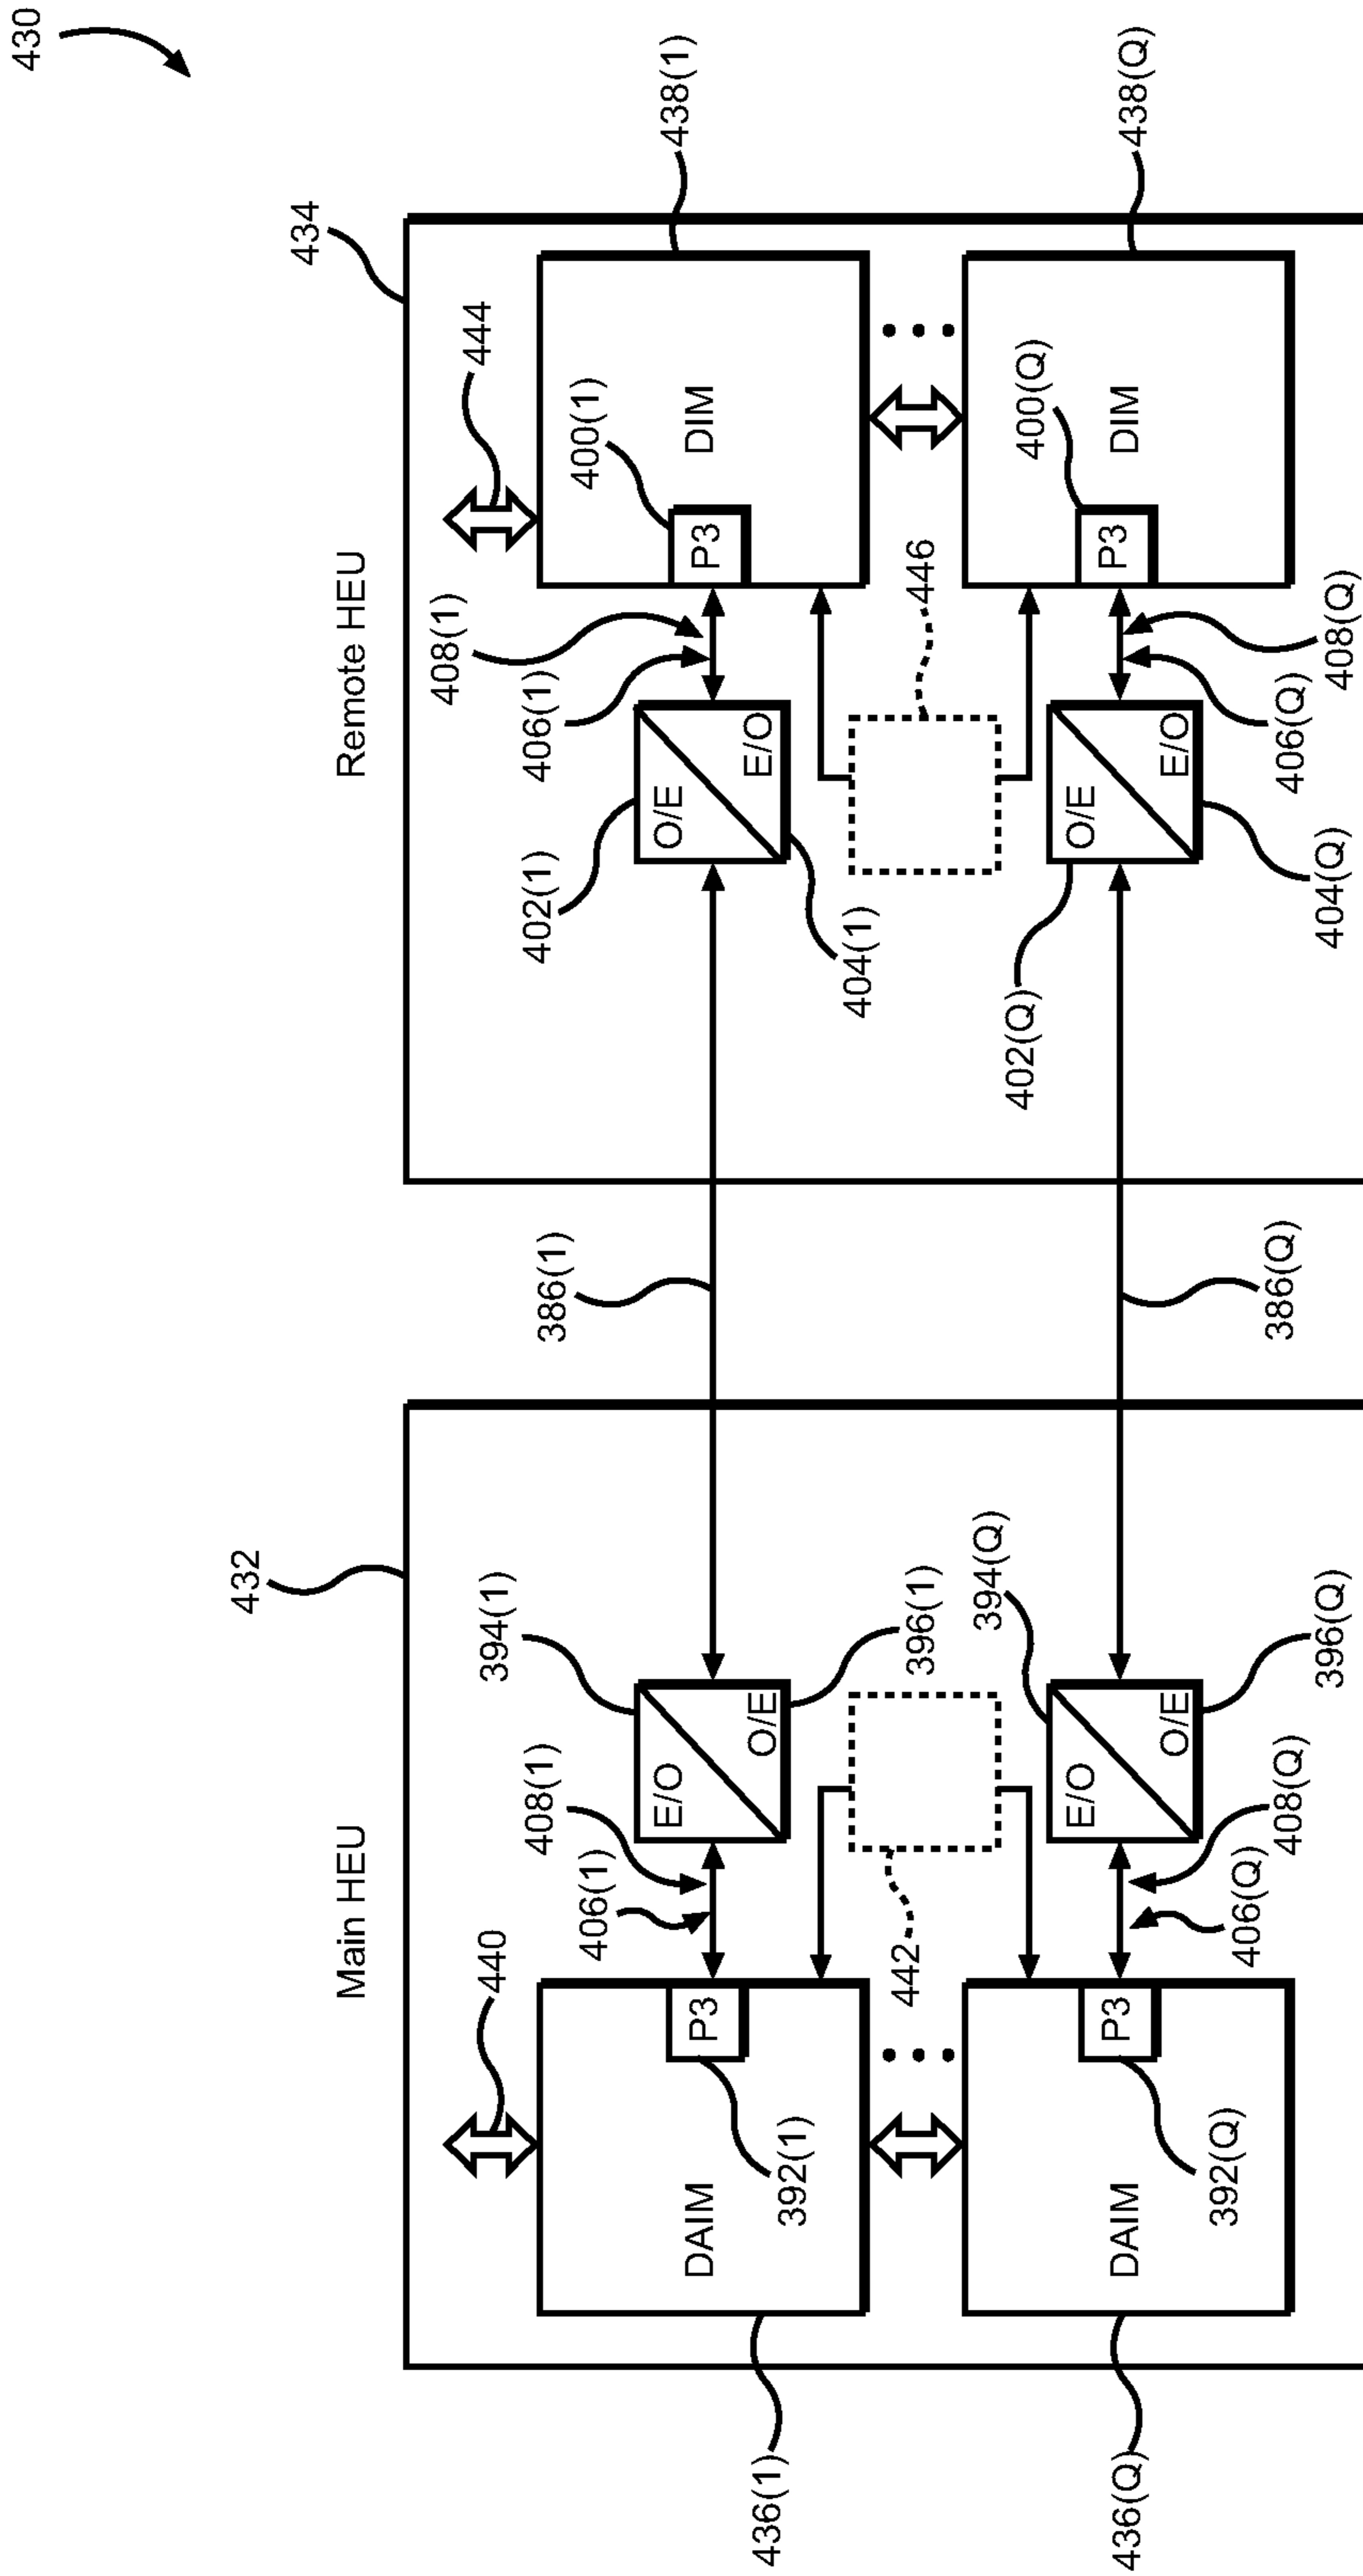 430
Main HEU
Remote HEU
432
434
440
444
394(1)
408(1)
406(1)
386(1)
402(1)
406(1)
408(1)
400(1)
438(1)
436(1)
DAIM
P3
E/O
O/E
O/E
E/O
P3
DIM
392(1)
396(1)
404(1)
442
394(Q)
402(Q)
446
400(Q)
436(Q)
DAIM
P3
E/O
O/E
O/E
E/O
P3
DIM
438(Q)
392(Q)
406(Q)
408(Q)
396(Q)
386(Q)
404(Q)
406(Q)
408(Q)